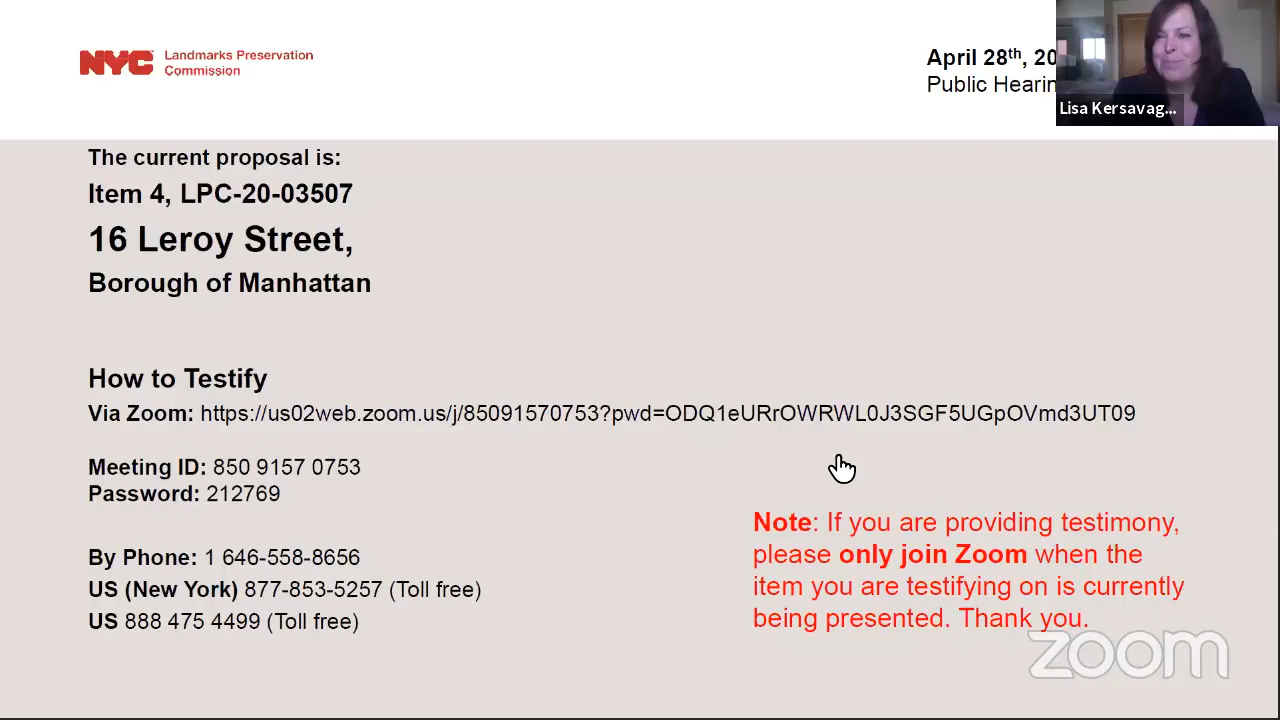 NYC Landmarks Preservation
Commission
April 28th, 20
Public Hearin
Lisa Kersavag...
The current proposal is:
Item 4, LPC-20-03507
16 Leroy Street,
Borough of Manhattan
How to Testify
Via Zoom: https://us02web.zoom.us/j/85091570753?pwd=ODQ1eURrOWRWL0J3SGF5UGpOVmd3UT09
Meeting ID: 850 9157 0753
Password: 212769
By Phone: 1 646-558-8656
US (New York) 877-853-5257 (Toll free)
US 888 475 4499 (Toll free)
Note: If you are providing testimony,
please only join Zoom when the
item you are testifying on is currently
being presented. Thank you.
zoom